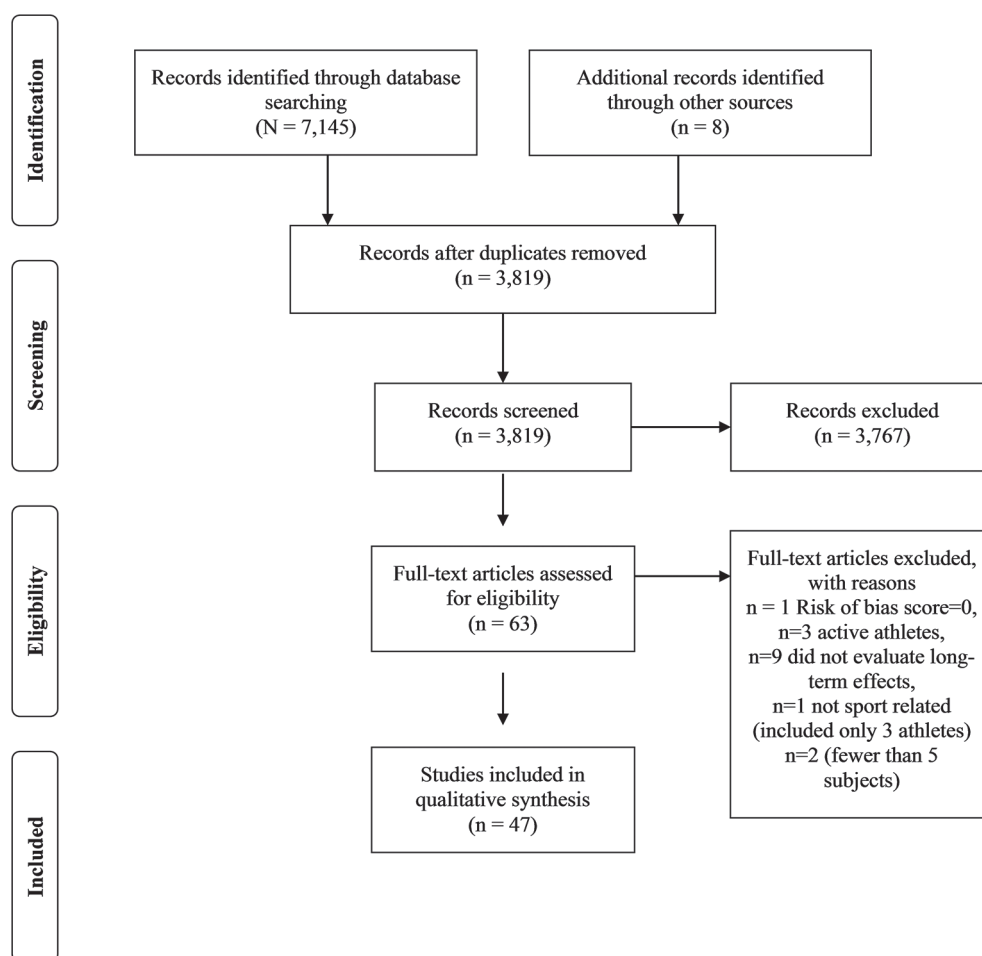 Identification
Records identified through database
searching
(N = 7,145)
Additional records identified
through other sources
(n = 8)
Records after duplicates removed
(n = 3,819)
Screening
Records screened
(n = 3,819)
Records excluded
(n = 3,767)
Eligibility
Full-text articles assessed
for eligibility
(n = 63)
Full-text articles excluded,
with reasons
n = 1 Risk of bias score=0,
n=3 active athletes,
n=9 did not evaluate long-
term effects,
n=1 not sport related
(included only 3 athletes)
n=2 (fewer than 5
subjects)
Included
Studies included in
qualitative synthesis
(n = 47)